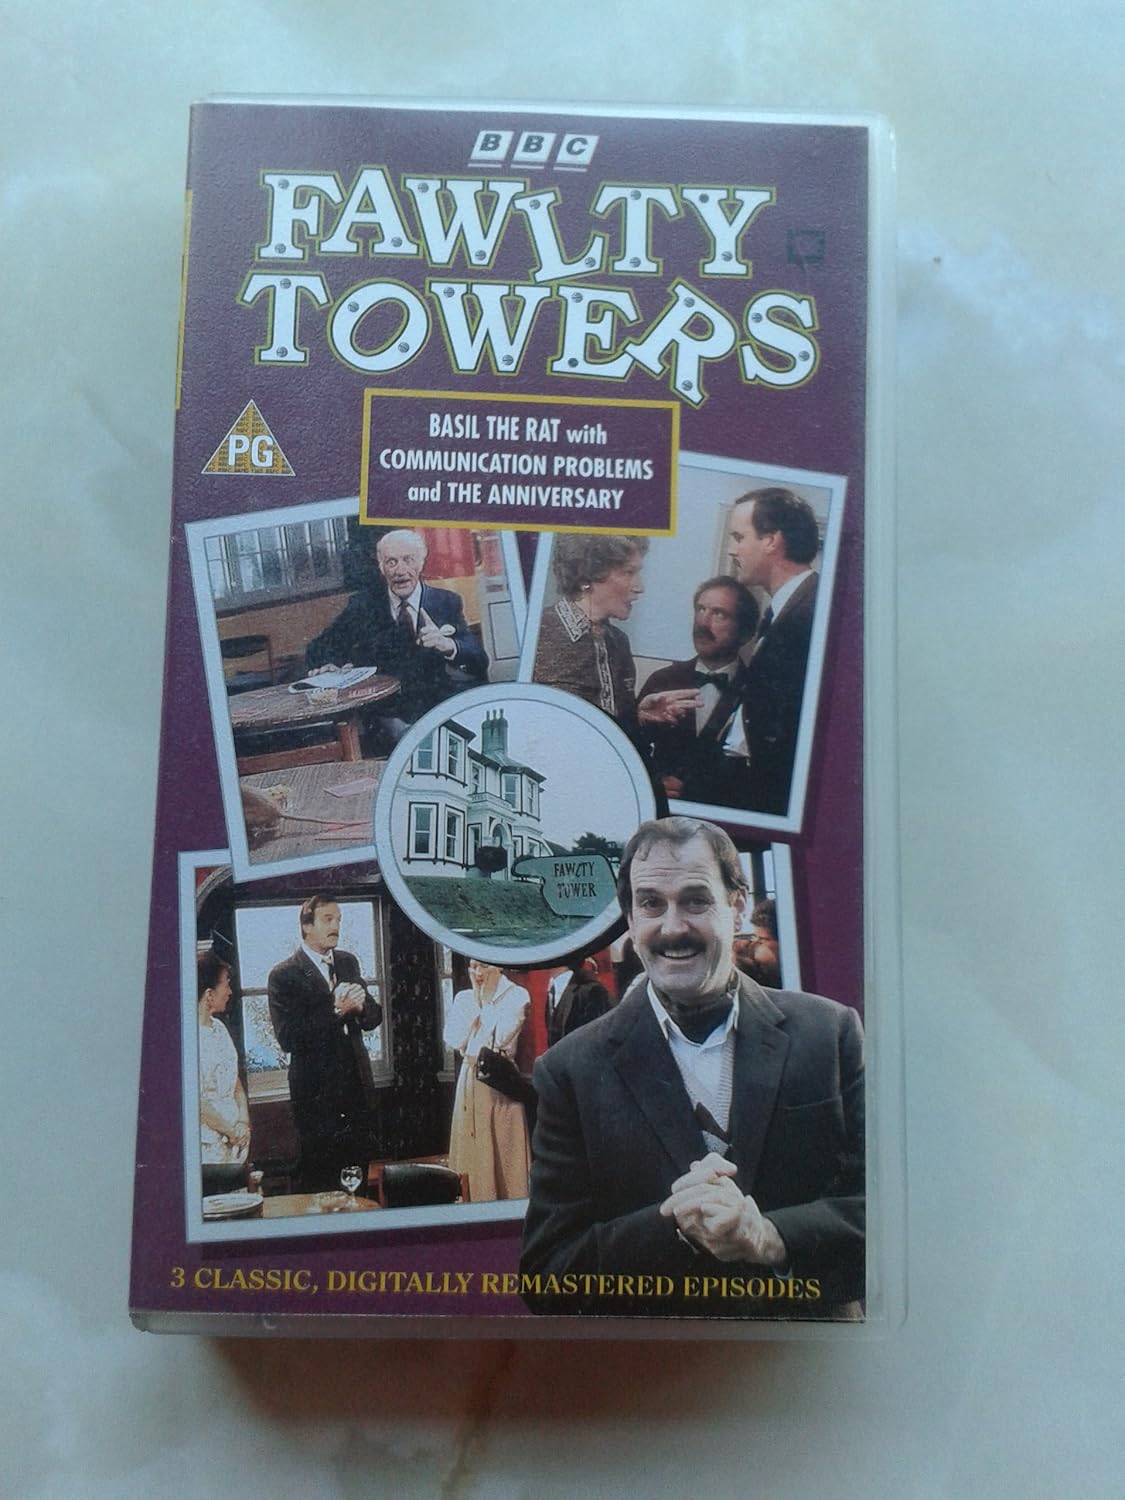 BBC
FAWLTY
TOWERS
PG
BASIL THE RAT with
COMMUNICATION PROBLEMS
and THE ANNIVERSARY
FAWLTY
TOWER
3 CLASSIC, DIGITALLY REMASTERED EPISODES